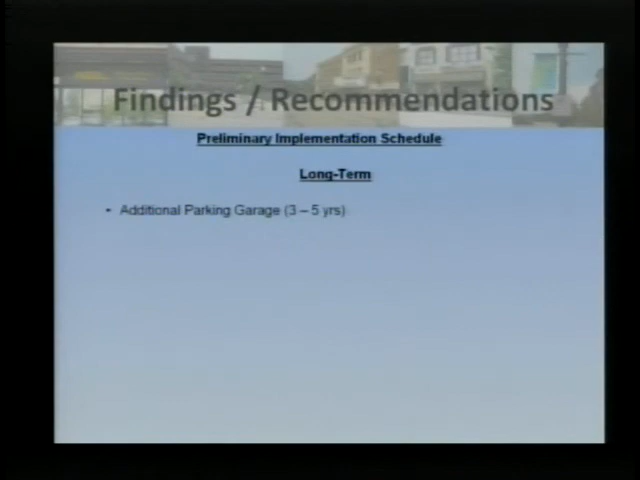 Findings / Recommendations
Preliminary Implementation Schedule
Long-Term
• Additional Parking Garage (3 – 5 yrs)